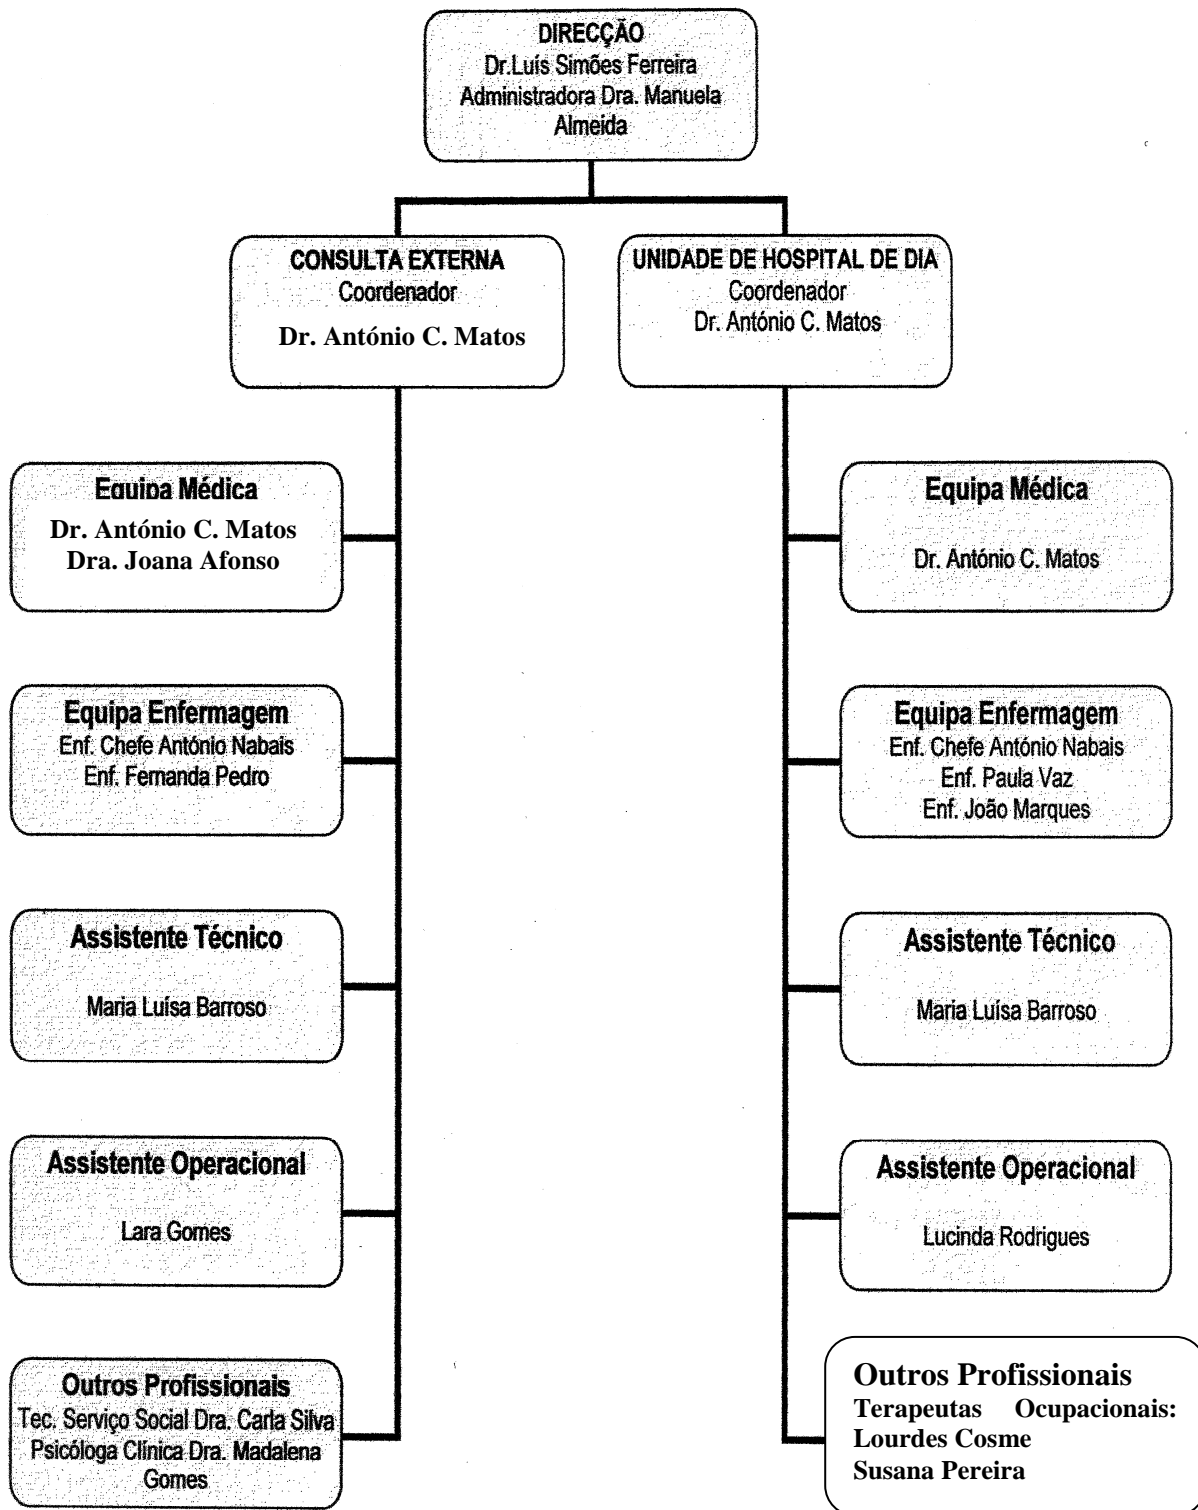 DIRECÇÃO
Dr.Luís Simões Ferreira
Administradora Dra. Manuela
Almeida
CONSULTA EXTERNA
Coordenador
Dr. António C. Matos
UNIDADE DE HOSPITAL DE DIA
Coordenador
Dr. António C. Matos
Equipa Médica
Dr. António C. Matos
Dra. Joana Afonso
Equipa Médica
Dr. António C. Matos
Equipa Enfermagem
Enf. Chefe António Nabais
Enf. Fernanda Pedro
Equipa Enfermagem
Enf. Chefe António Nabais
Enf. Paula Vaz
Enf. João Marques
Assistente Técnico
Maria Luísa Barroso
Assistente Técnico
Maria Luísa Barroso
Assistente Operacional
Lara Gomes
Assistente Operacional
Lucinda Rodrigues
Outros Profissionais
Tec. Serviço Social Dra. Carla Silva
Psicóloga Clínica Dra. Madalena
Gomes
Outros Profissionais
Terapeutas Ocupacionais:
Lourdes Cosme
Susana Pereira